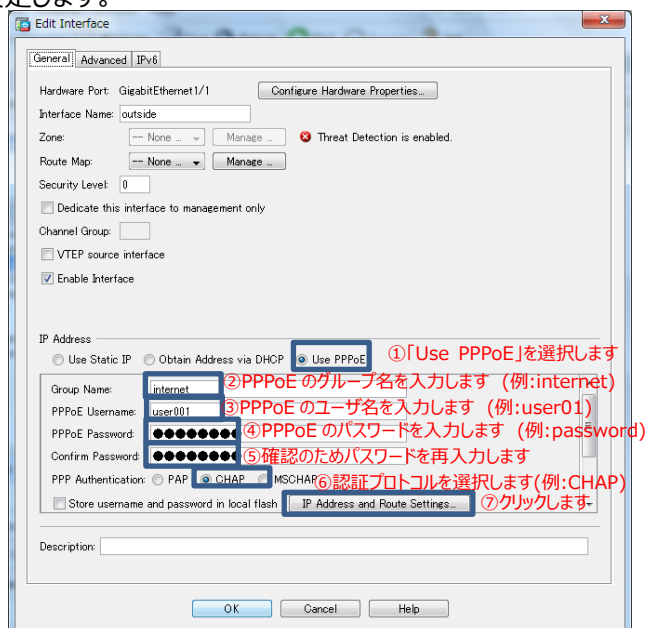 定します。
Edit Interface
General Advanced IPv6
Hardware Port: GigabitEthernet1/1 Configure Hardware Properties...
Interface Name: outside
Zone: -- None ... Manage ... Threat Detection is enabled.
Route Map: -- None ... Manage ...
Security Level: 0
Dedicate this interface to management only
Channel Group:
VTEP source interface
Enable Interface
IP Address
Use Static IP Obtain Address via DHCP Use PPPoE ①「Use PPPoE」を選択します
Group Name: internet ②PPPoE のグループ名を入力します (例:internet)
PPPoE Username: user001 ③PPPoE のユーザ名を入力します (例:user01)
PPPoE Password: ●●●●●●●● ④PPPoE のパスワードを入力します (例:password)
Confirm Password: ●●●●●●●● ⑤確認のためパスワードを再入力します
PPP Authentication: PAP CHAP MSCHAP ⑥認証プロトコルを選択します(例:CHAP)
Store username and password in local flash IP Address and Route Settings... ⑦クリックします
Description:
OK Cancel Help